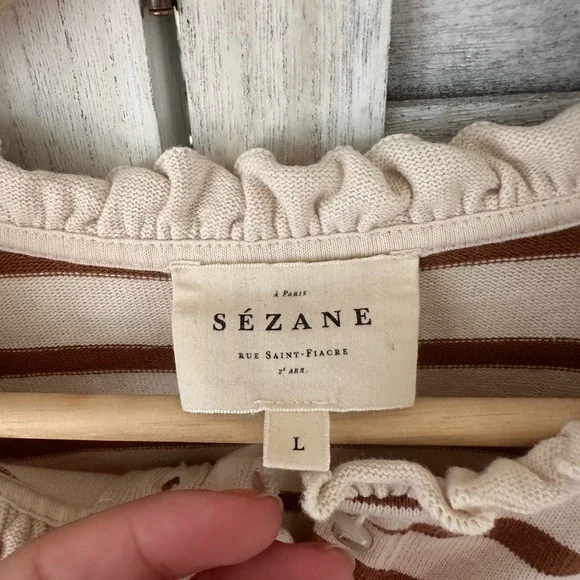 À PARIS
SÉZANE
RUE SAINT-FIACRE
2ᵉ ARR.
L